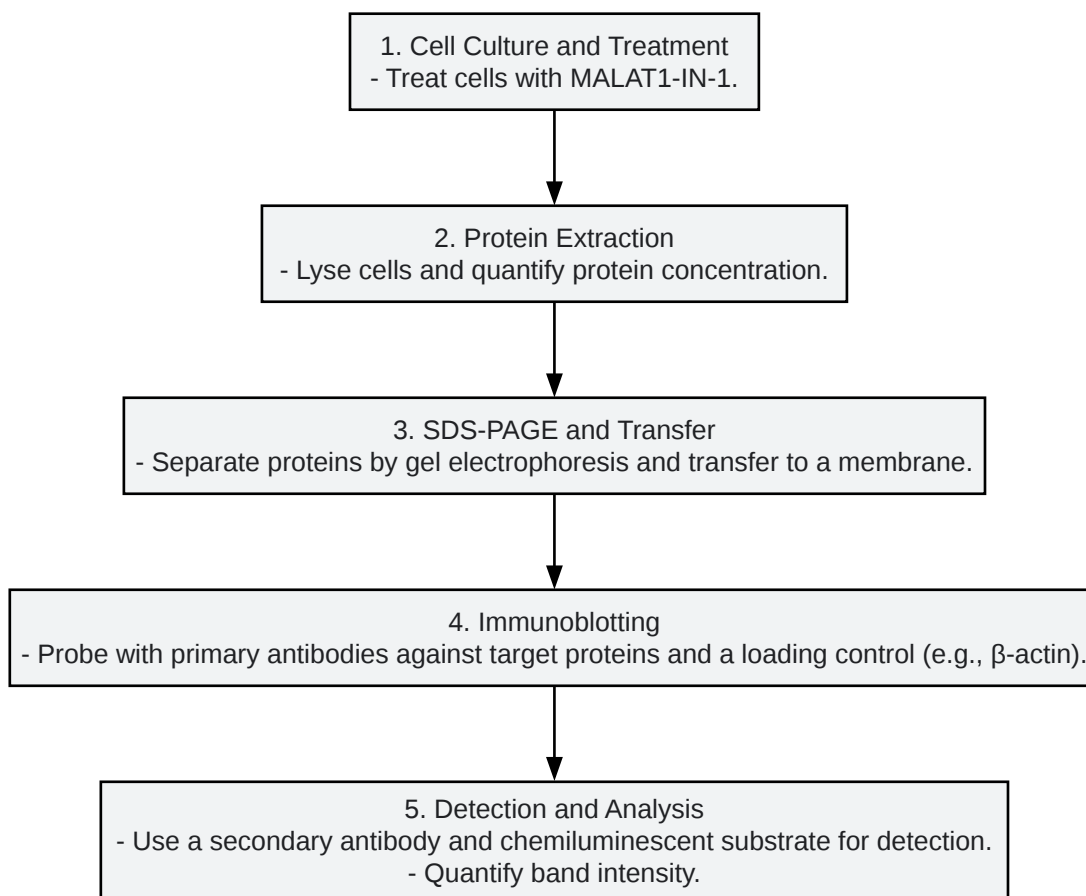 1. Cell Culture and Treatment
- Treat cells with MALAT1-IN-1.
2. Protein Extraction
- Lyse cells and quantify protein concentration.
3. SDS-PAGE and Transfer
- Separate proteins by gel electrophoresis and transfer to a membrane.
4. Immunoblotting
- Probe with primary antibodies against target proteins and a loading control (e.g., β-actin).
5. Detection and Analysis
- Use a secondary antibody and chemiluminescent substrate for detection.
- Quantify band intensity.